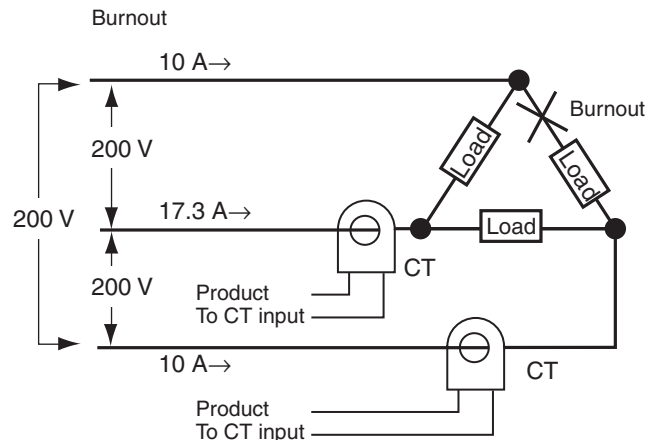 Burnout
10 A→
Burnout
200 V
Load
Load
200 V
17.3 A→
Load
CT
200 V
Product
To CT input
10 A→
CT
Product
To CT input